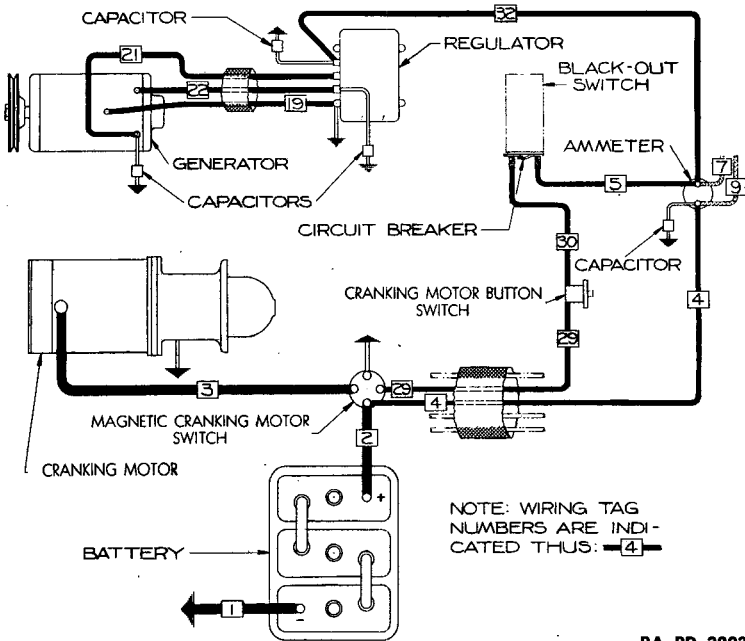 CAPACITOR
32
REGULATOR
21
22
19
BLACK-OUT
SWITCH
AMMETER
7
9
5
GENERATOR
CAPACITORS
CIRCUIT BREAKER
30
CAPACITOR
CRANKING MOTOR BUTTON
SWITCH
4
29
3
29
4
MAGNETIC CRANKING MOTOR
SWITCH
2
CRANKING MOTOR
+
NOTE: WIRING TAG
NUMBERS ARE INDI-
CATED THUS: 4
BATTERY
1
-